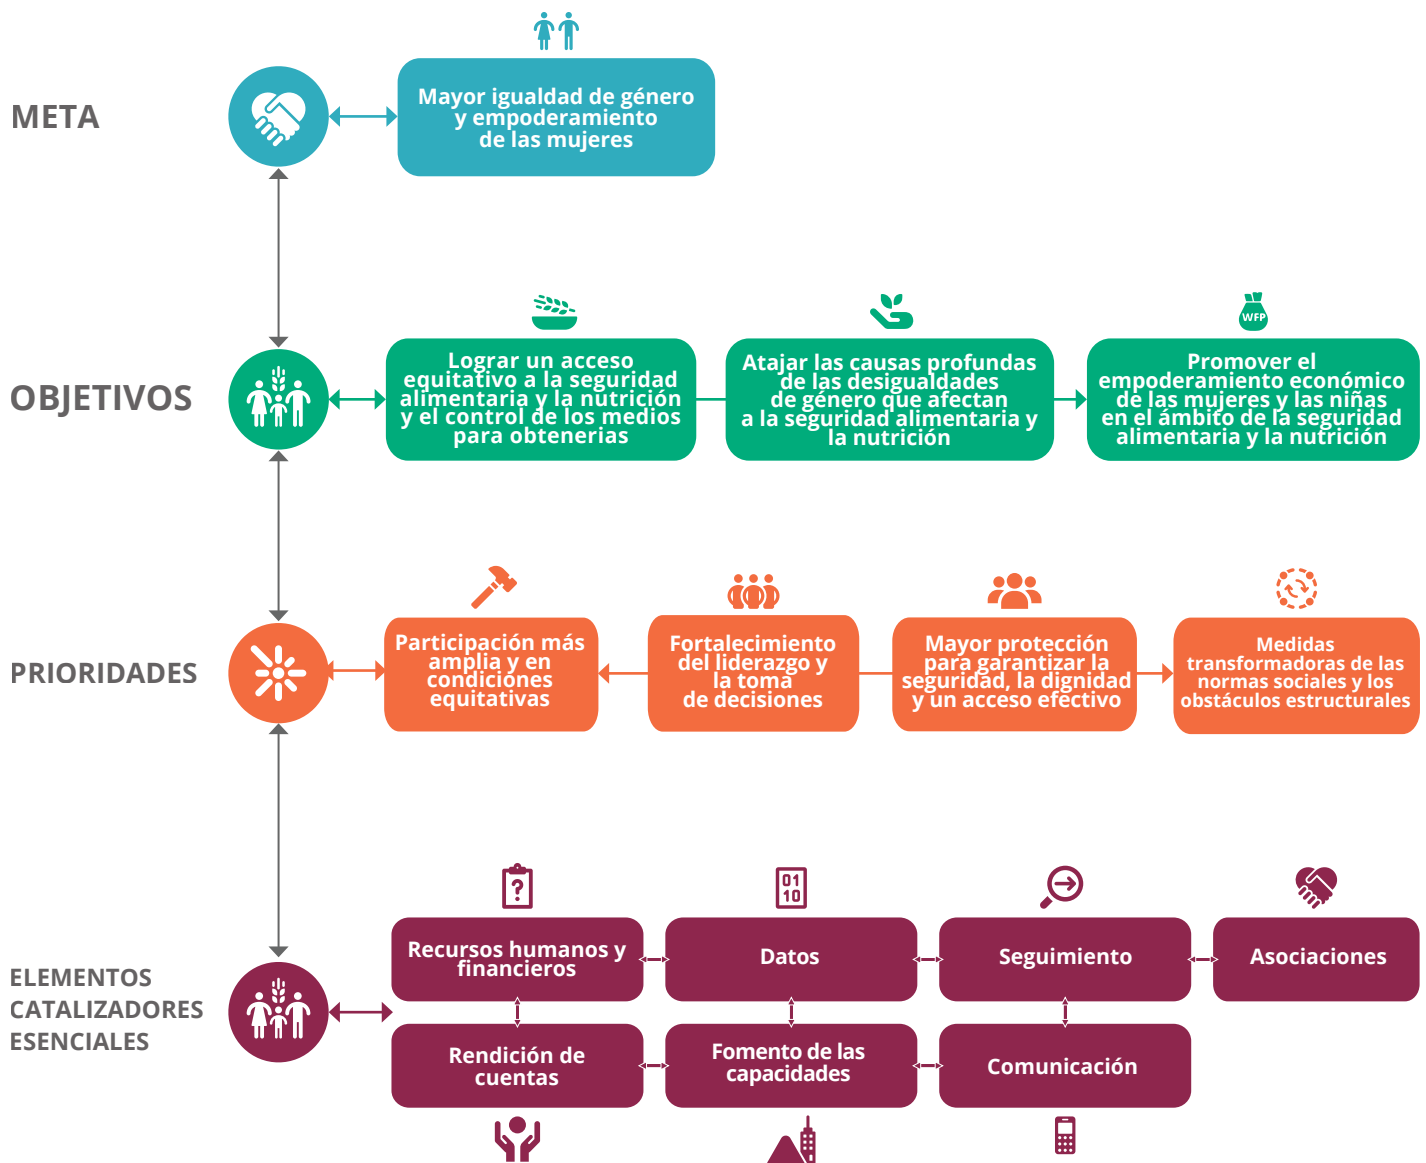 META
Mayor igualdad de género
y empoderamiento
de las mujeres
OBJETIVOS
Lograr un acceso
equitativo a la seguridad
alimentaria y la nutrición
y el control de los medios
para obtenerias
Atajar las causas profundas
de las desigualdades
de género que afectan
a la seguridad alimentaria y
la nutrición
WFP
Promover el
empoderamiento económico
de las mujeres y las niñas
en el ámbito de la seguridad
alimentaria y la nutrición
PRIORIDADES
Participación más
amplia y en
condiciones
equitativas
Fortalecimiento
del liderazgo y
la toma
de decisiones
Mayor protección
para garantizar la
seguridad, la dignidad
y un acceso efectivo
Medidas
transformadoras de las
normas sociales y los
obstáculos estructurales
ELEMENTOS
CATALIZADORES
ESENCIALES
?
Recursos humanos y
financieros
01
10
Datos
Seguimiento
Asociaciones
Rendición de
cuentas
Fomento de las
capacidades
Comunicación